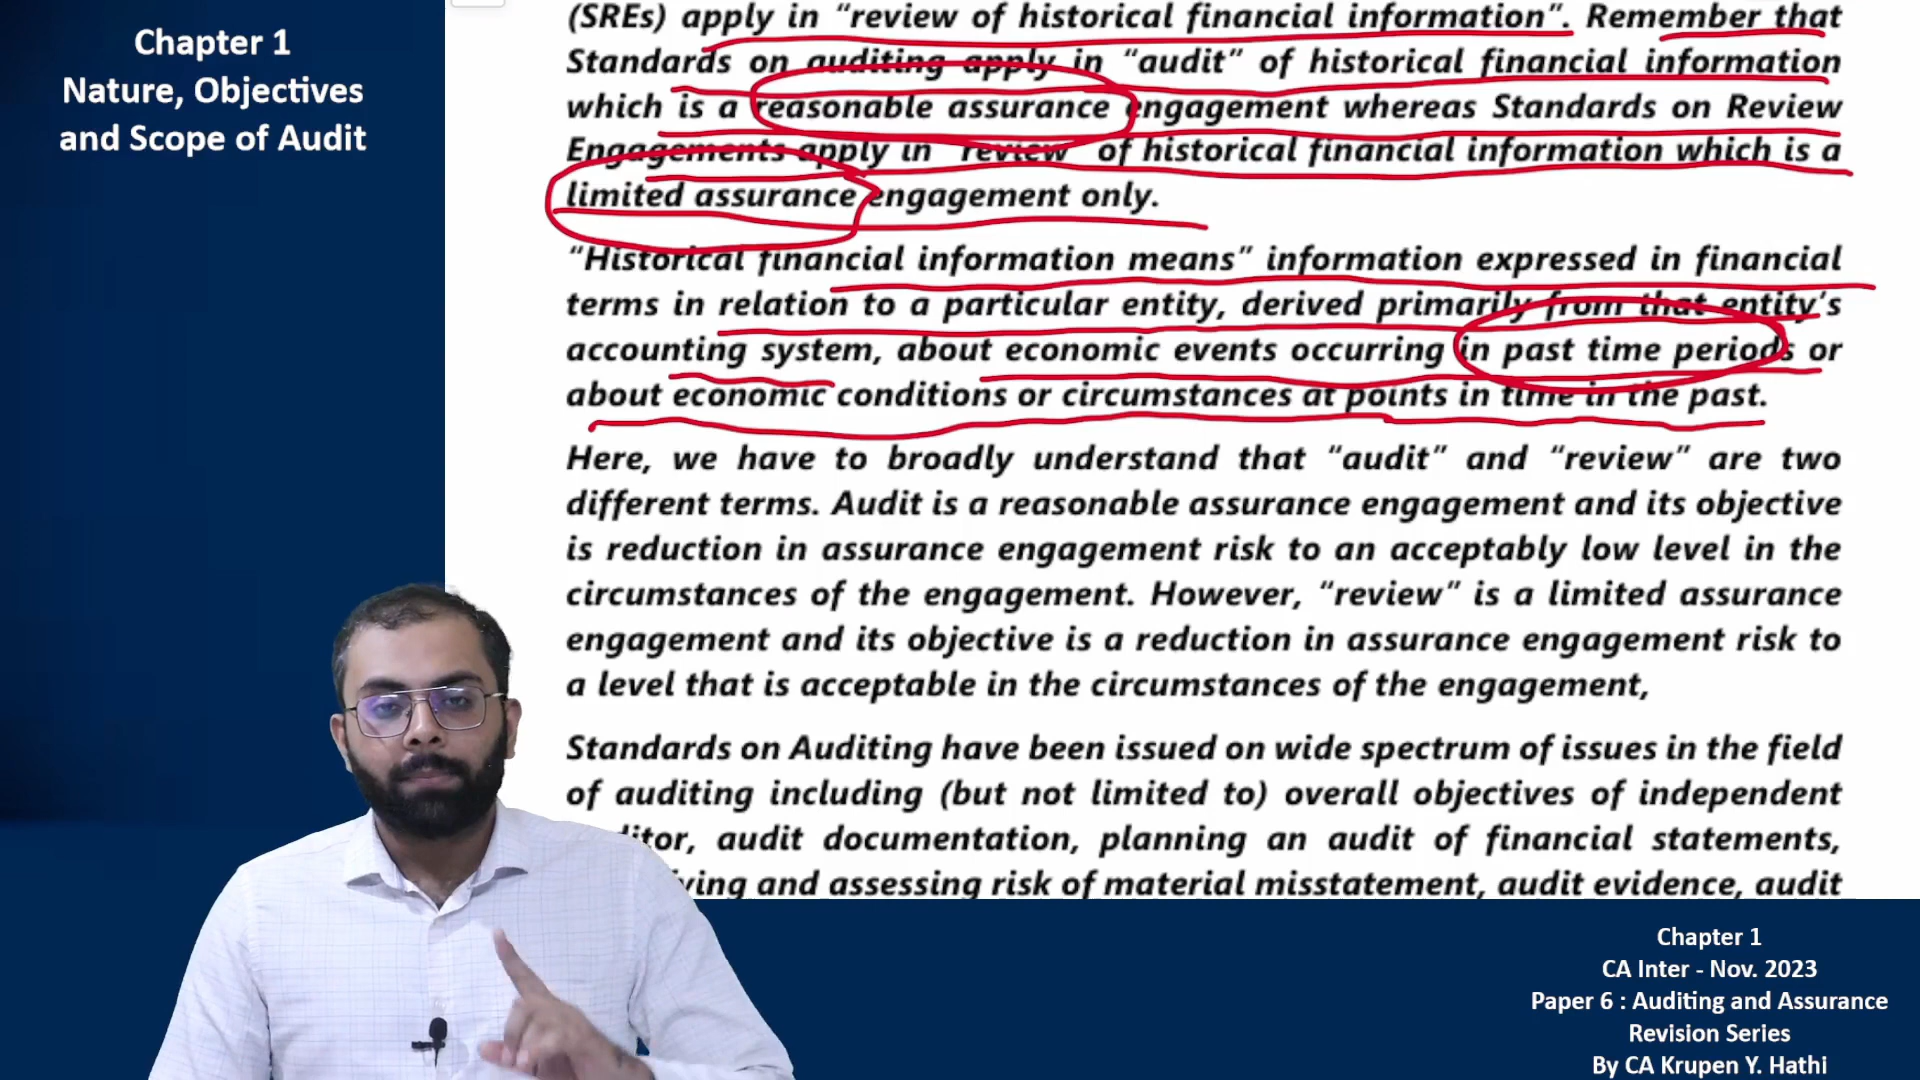 Chapter 1
Nature, Objectives
and Scope of Audit
(SREs) apply in “review of historical financial information”. Remember that
Standards on auditing apply in “audit” of historical financial information
which is a reasonable assurance engagement whereas Standards on Review
Engagements apply in “review” of historical financial information which is a
limited assurance engagement only.
“Historical financial information means” information expressed in financial
terms in relation to a particular entity, derived primarily from that entity’s
accounting system, about economic events occurring in past time periods or
about economic conditions or circumstances at points in time in the past.
Here, we have to broadly understand that “audit” and “review” are two
different terms. Audit is a reasonable assurance engagement and its objective
is reduction in assurance engagement risk to an acceptably low level in the
circumstances of the engagement. However, “review” is a limited assurance
engagement and its objective is a reduction in assurance engagement risk to
a level that is acceptable in the circumstances of the engagement,
Standards on Auditing have been issued on wide spectrum of issues in the field
of auditing including (but not limited to) overall objectives of independent
audit documentation, planning an audit of financial statements,
and assessing risk of material misstatement, audit evidence, audit
Chapter 1
CA Inter - Nov. 2023
Paper 6 : Auditing and Assurance
Revision Series
By CA Krupen Y. Hathi